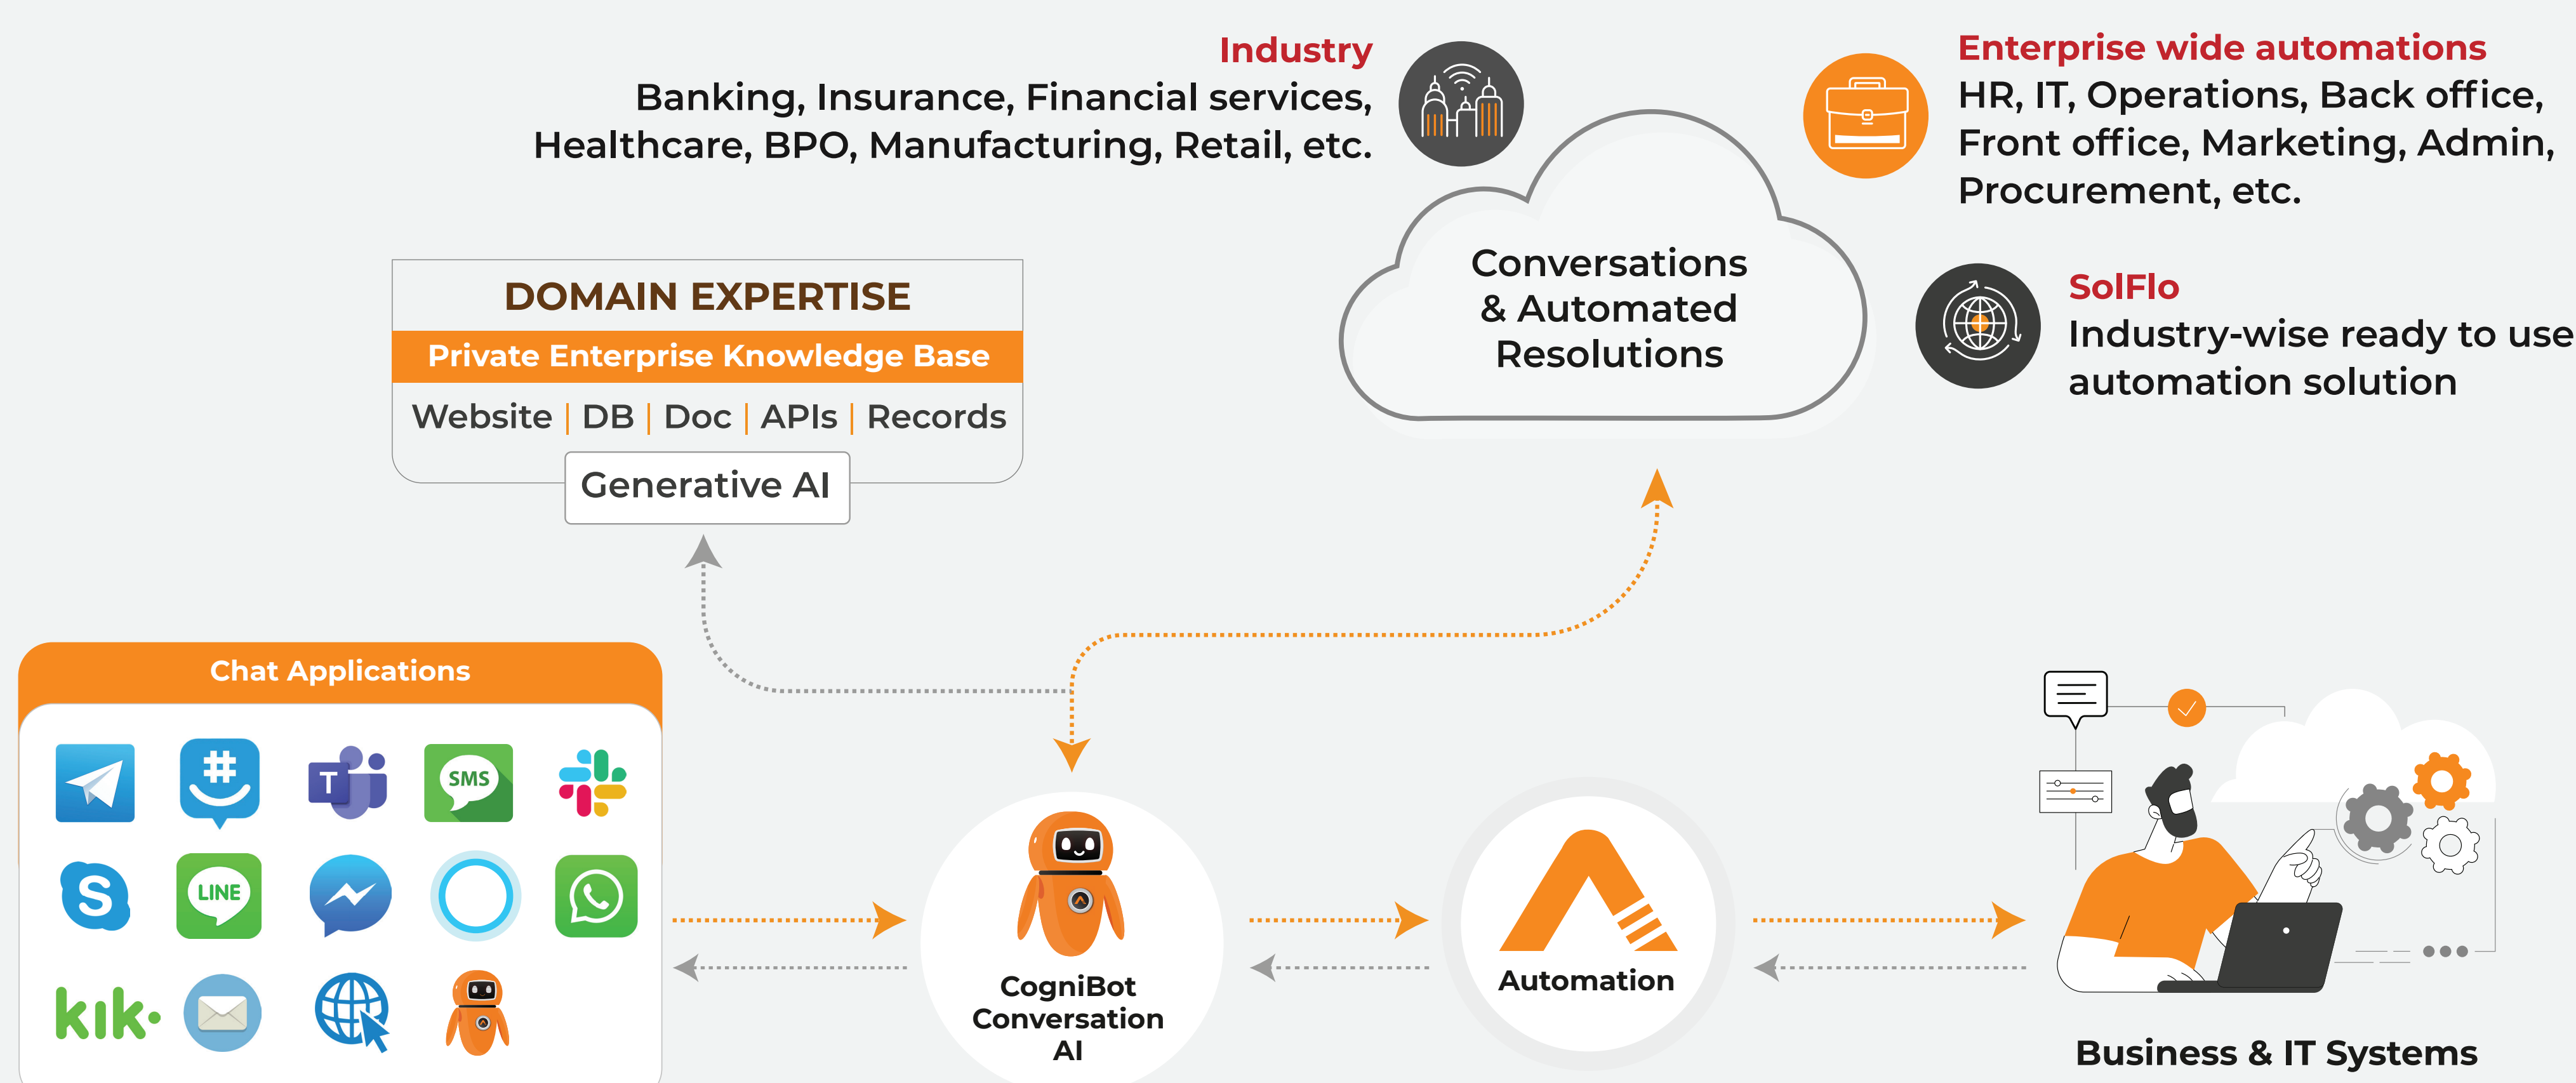 Industry
Banking, Insurance, Financial services,
Healthcare, BPO, Manufacturing, Retail, etc.
Enterprise wide automations
HR, IT, Operations, Back office,
Front office, Marketing, Admin,
Procurement, etc.
Conversations
& Automated
Resolutions
SolFlo
Industry-wise ready to use
automation solution
DOMAIN EXPERTISE
Private Enterprise Knowledge Base
Website | DB | Doc | APIs | Records
Generative AI
Chat Applications
#
T
SMS
S
LINE
kik
CogniBot
Conversation
AI
Automation
Business & IT Systems